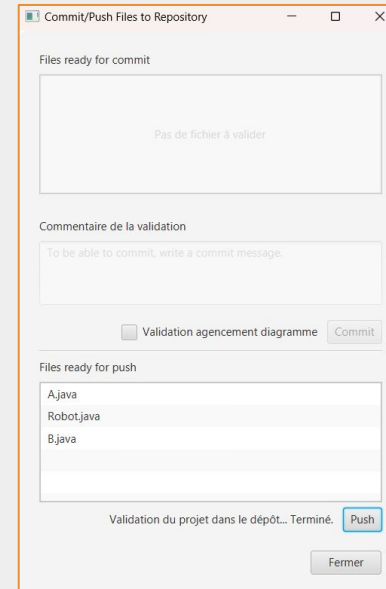 Commit/Push Files to Repository
Files ready for commit
Pas de fichier à valider
Commentaire de la validation
To be able to commit, write a commit message.
Validation agencement diagramme Commit
Files ready for push
A.java
Robot.java
B.java
Validation du projet dans le dépôt... Terminé. Push
Fermer